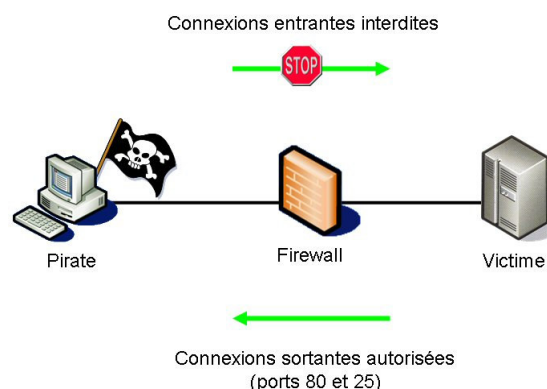 Connexions entrantes interdites
STOP
Pirate
Firewall
Victime
Connexions sortantes autorisées
(ports 80 et 25)